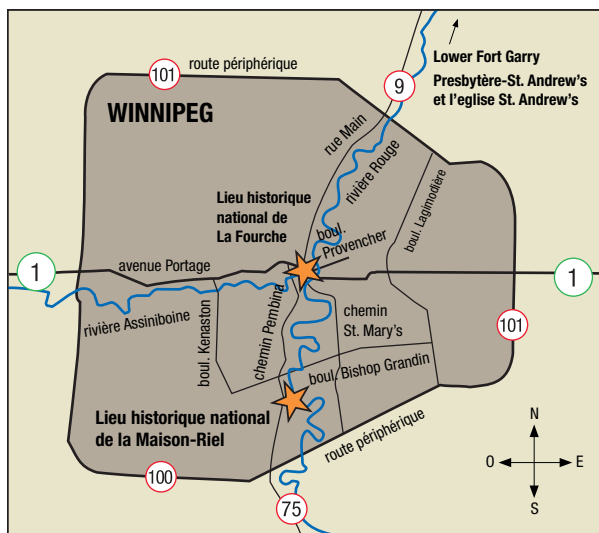 Lower Fort Garry
Presbytère-St. Andrew's
et l'eglise St. Andrew's
101
route périphérique
9
WINNIPEG
rue Main
rivière Rouge
boul. Lagimodière
Lieu historique
national de
La Fourche
boul.
Provencher
1
avenue Portage
1
rivière Assiniboine
boul. Kenaston
chemin Pembina
chemin
St. Mary's
101
boul. Bishop Grandin
Lieu historique national
de la Maison-Riel
route périphérique
100
75
N
O
E
S